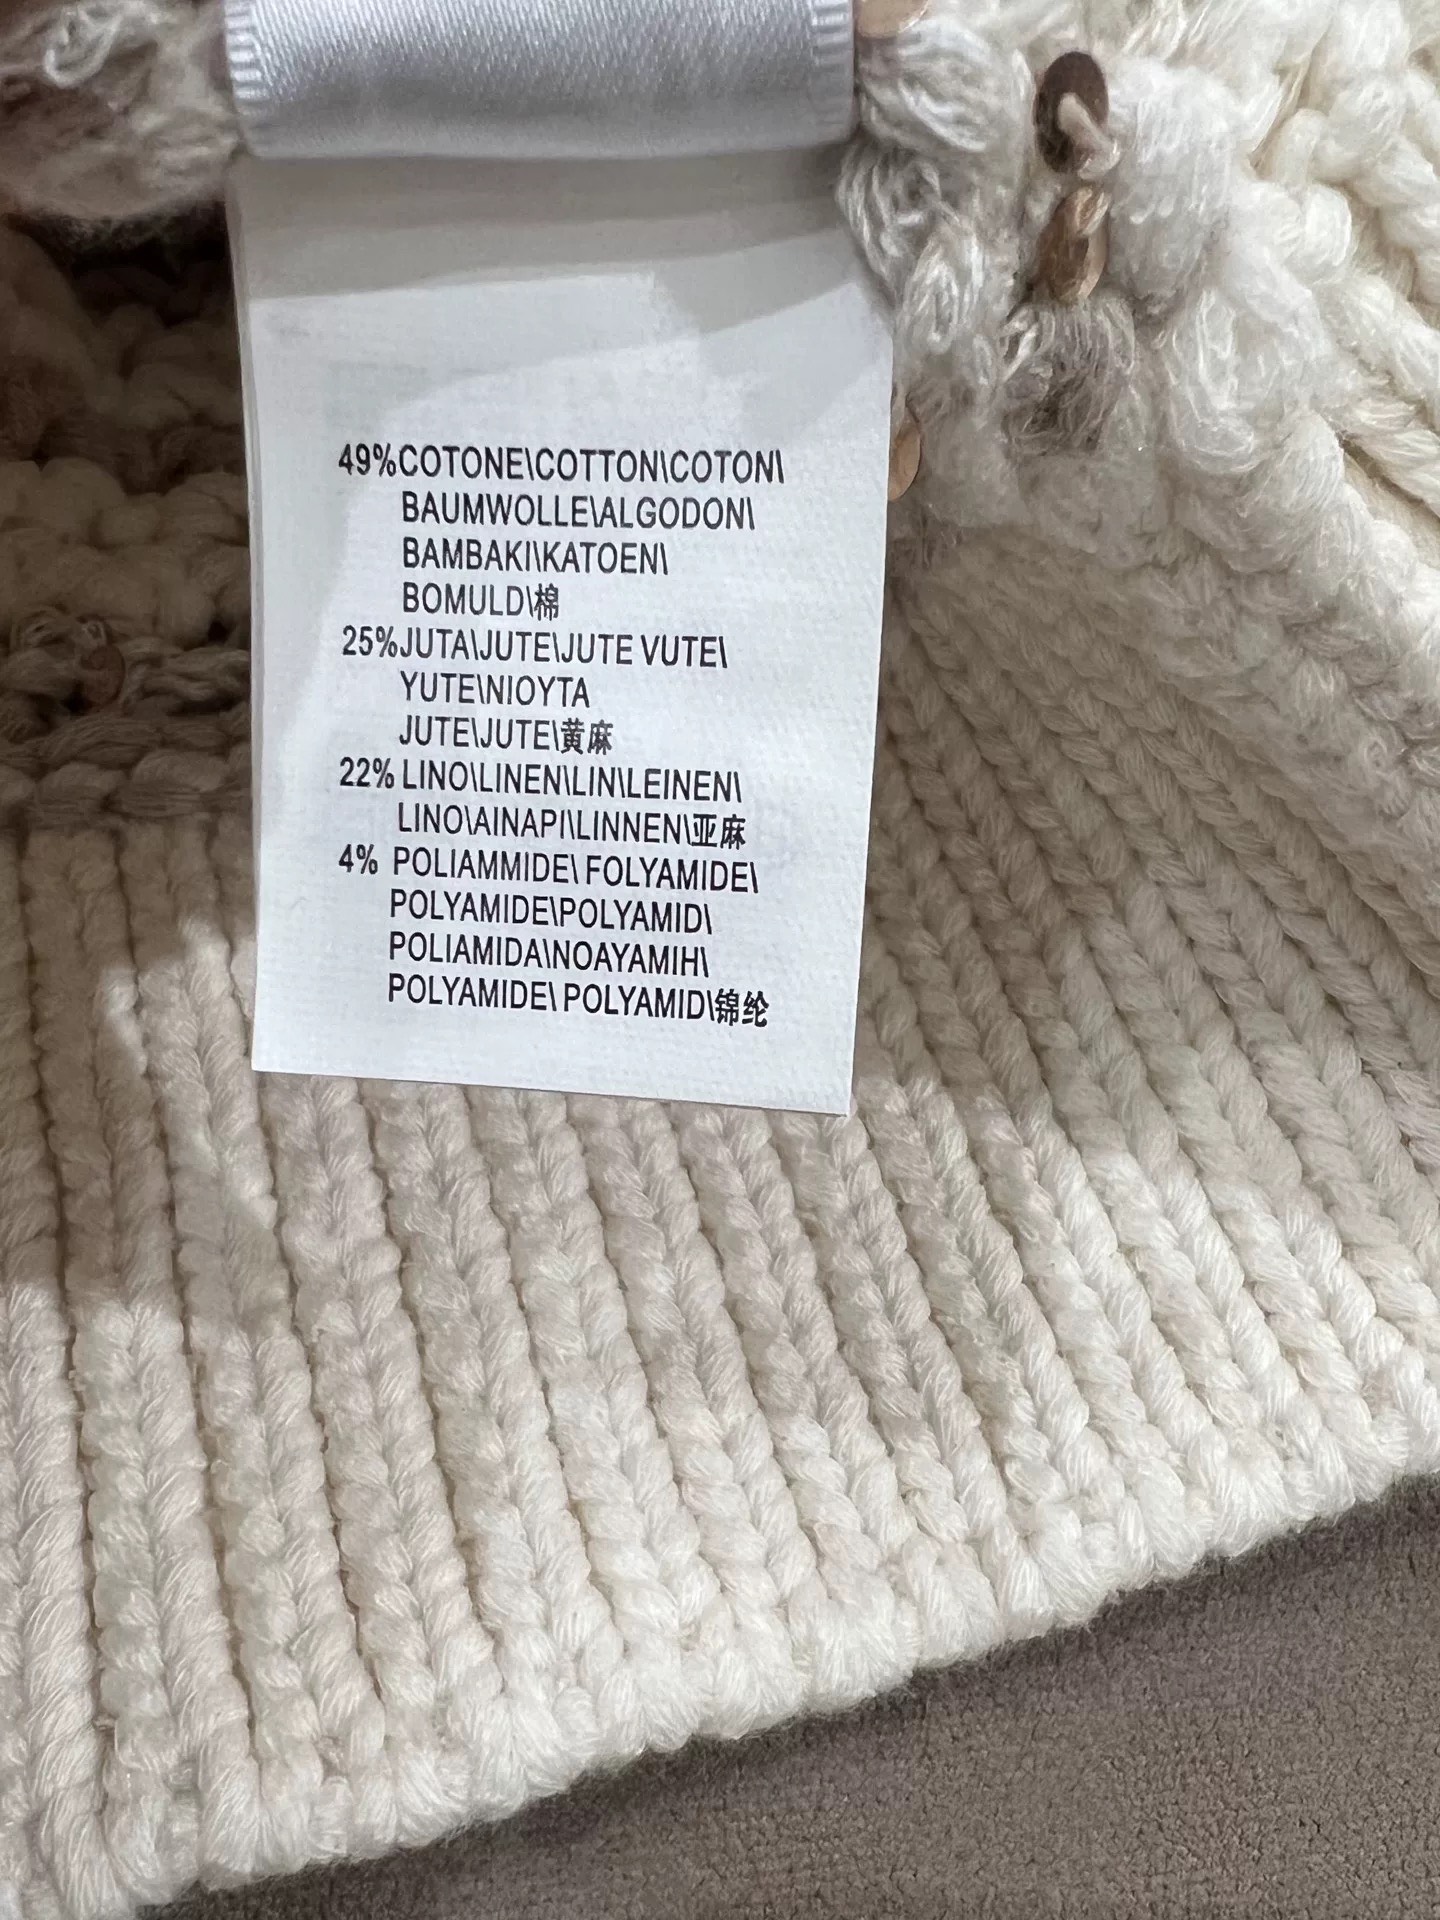 49%COTONE\COTTON\COTON\
BAUMWOLLE\ALGODON\
BAMBAKI\KATOEN\
BOMULD\棉
25%JUTA\JUTE\JUTE VUTE\
YUTE\NIOYTA
JUTE\JUTE\黄麻
22% LINO\LINEN\LIN\LEINEN\
LINO\AINAPI\LINNEN\亚麻
4% POLIAMMIDE\ FOLYAMIDE\
POLYAMIDE\POLYAMID\
POLIAMIDA\NOAYAMIH\
POLYAMIDE\ POLYAMID\锦纶